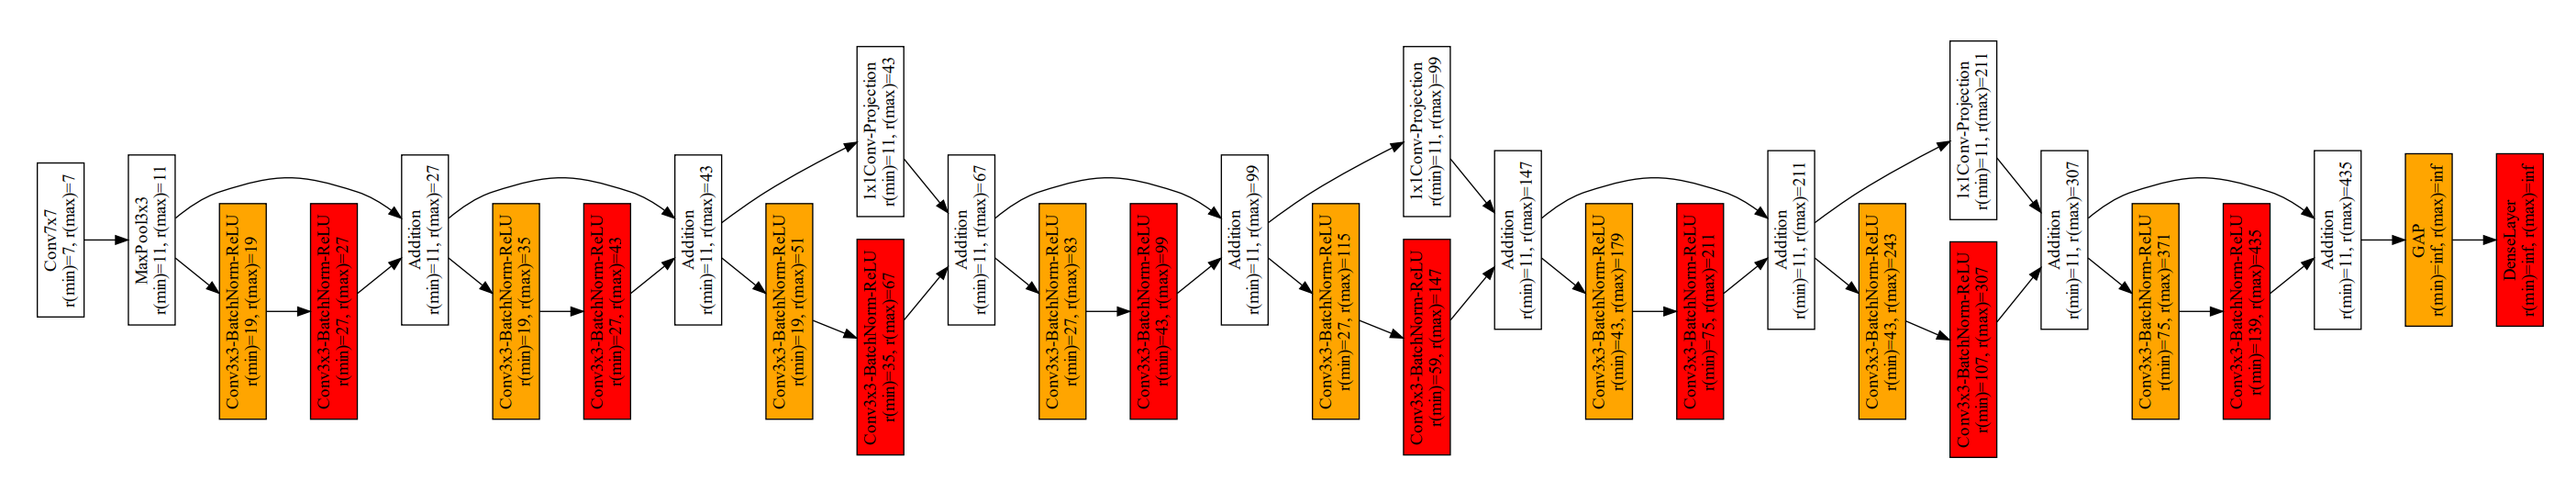 Conv7x7
r(min)=7, r(max)=7
MaxPool3x3
r(min)=11, r(max)=11
Conv3x3-BatchNorm-ReLU
r(min)=19, r(max)=19
Conv3x3-BatchNorm-ReLU
r(min)=27, r(max)=27
Addition
r(min)=11, r(max)=27
Conv3x3-BatchNorm-ReLU
r(min)=19, r(max)=35
Conv3x3-BatchNorm-ReLU
r(min)=27, r(max)=43
Addition
r(min)=11, r(max)=43
Conv3x3-BatchNorm-ReLU
r(min)=19, r(max)=51
1x1Conv-Projection
r(min)=11, r(max)=43
Conv3x3-BatchNorm-ReLU
r(min)=35, r(max)=67
Addition
r(min)=11, r(max)=67
Conv3x3-BatchNorm-ReLU
r(min)=27, r(max)=83
Conv3x3-BatchNorm-ReLU
r(min)=43, r(max)=99
Addition
r(min)=11, r(max)=99
Conv3x3-BatchNorm-ReLU
r(min)=27, r(max)=115
1x1Conv-Projection
r(min)=11, r(max)=99
Conv3x3-BatchNorm-ReLU
r(min)=59, r(max)=147
Addition
r(min)=11, r(max)=147
Conv3x3-BatchNorm-ReLU
r(min)=43, r(max)=179
Conv3x3-BatchNorm-ReLU
r(min)=75, r(max)=211
Addition
r(min)=11, r(max)=211
Conv3x3-BatchNorm-ReLU
r(min)=43, r(max)=243
1x1Conv-Projection
r(min)=11, r(max)=211
Conv3x3-BatchNorm-ReLU
r(min)=107, r(max)=307
Addition
r(min)=11, r(max)=307
Conv3x3-BatchNorm-ReLU
r(min)=75, r(max)=371
Conv3x3-BatchNorm-ReLU
r(min)=139, r(max)=435
Addition
r(min)=11, r(max)=435
GAP
r(min)=inf, r(max)=inf
DenseLayer
r(min)=inf, r(max)=inf